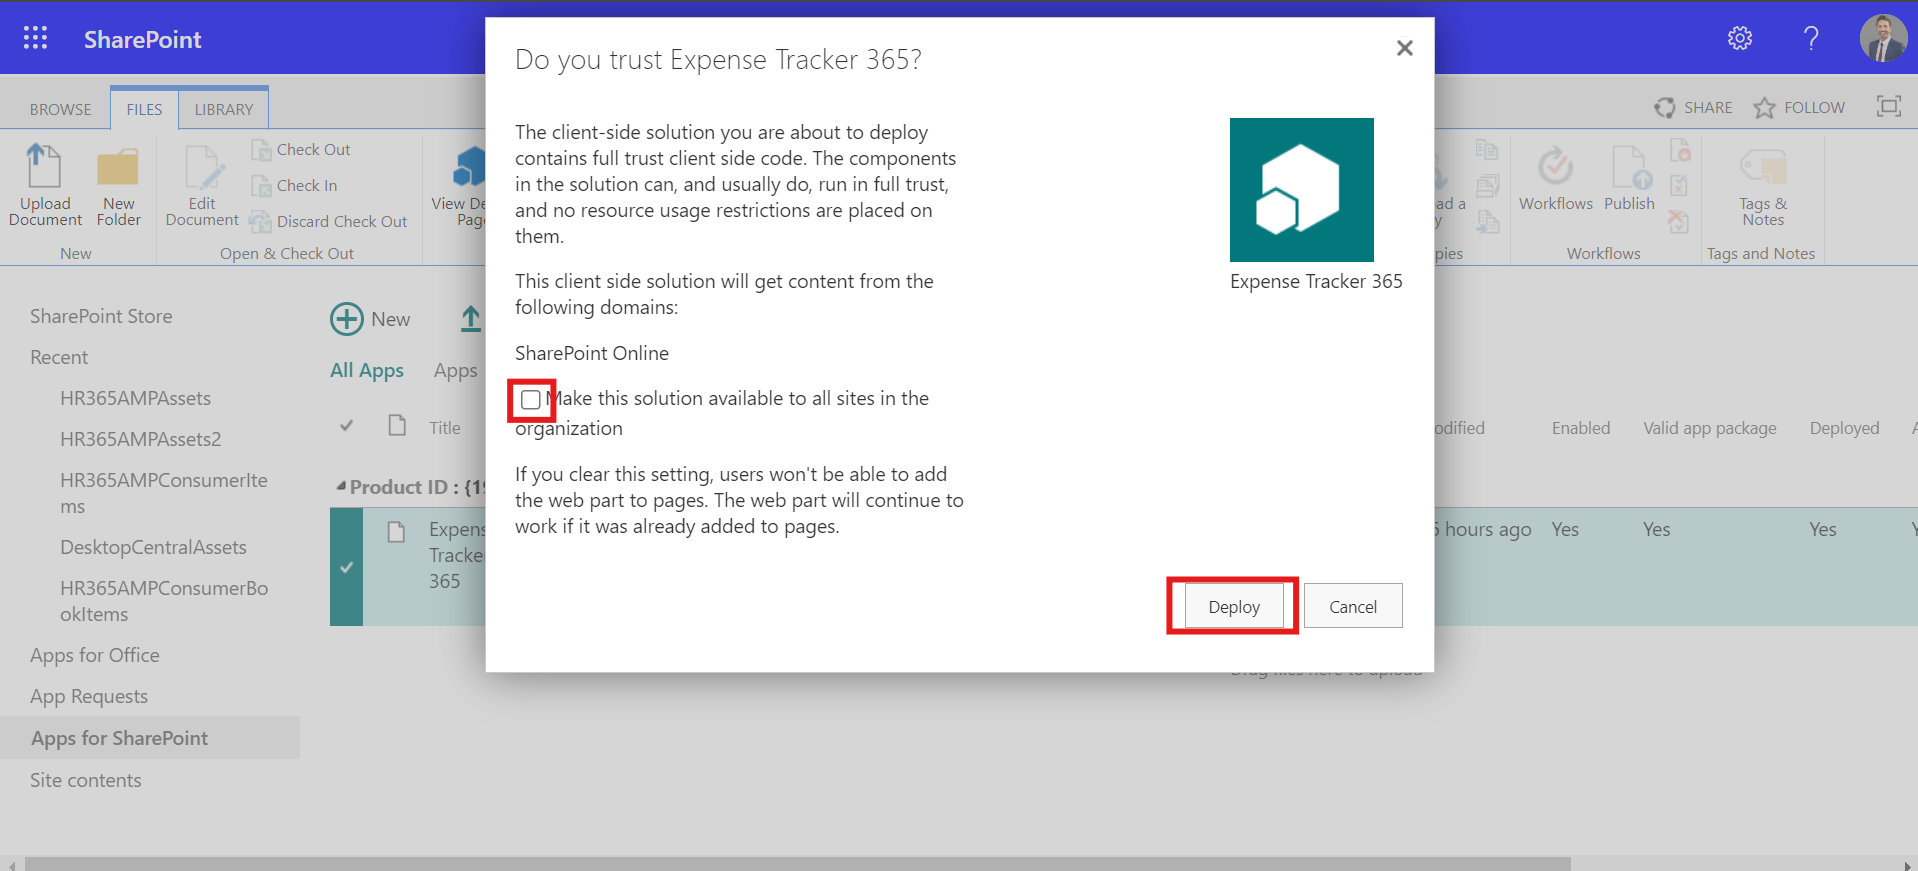 SharePoint
BROWSE
FILES
LIBRARY
SHARE
FOLLOW
Upload
Document
New
Folder
New
Edit
Document
Check Out
Check In
Discard Check Out
Open & Check Out
View De
Page
ad a
y
pies
Workflows
Publish
Workflows
Tags &
Notes
Tags and Notes
SharePoint Store
Recent
HR365AMPAssets
HR365AMPAssets2
HR365AMPConsumerIte
ms
DesktopCentralAssets
HR365AMPConsumerBo
okItems
Apps for Office
App Requests
Apps for SharePoint
Site contents
New
All Apps
Apps
Title
odified
Enabled
Valid app package
Deployed
Product ID : {19
Expens
Tracke
365
6 hours ago
Yes
Yes
Yes
Do you trust Expense Tracker 365?
The client-side solution you are about to deploy
contains full trust client side code. The components
in the solution can, and usually do, run in full trust,
and no resource usage restrictions are placed on
them.
This client side solution will get content from the
following domains:
SharePoint Online
Make this solution available to all sites in the
organization
If you clear this setting, users won't be able to add
the web part to pages. The web part will continue to
work if it was already added to pages.
Expense Tracker 365
Deploy
Cancel